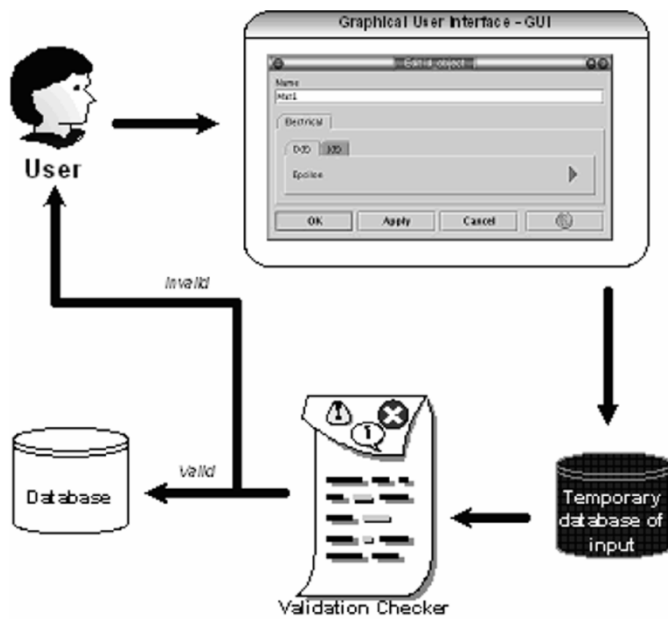 Graphical User Interface - GUI
Name
Mat1
Electrical
Epsilon
OK
Apply
Cancel
User
Invalid
Valid
Database
Temporary
database of
input
Validation Checker